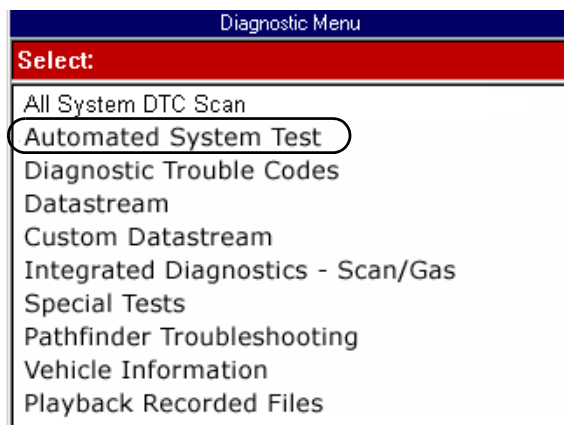 Diagnostic Menu
Select:
All System DTC Scan
Automated System Test
Diagnostic Trouble Codes
Datastream
Custom Datastream
Integrated Diagnostics - Scan/Gas
Special Tests
Pathfinder Troubleshooting
Vehicle Information
Playback Recorded Files